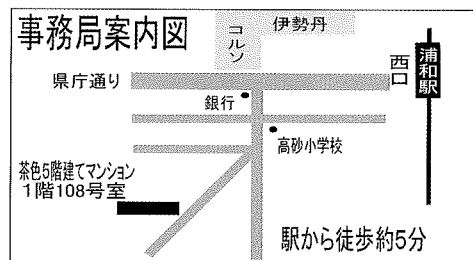 事務局案内図
伊勢丹
コルソ
西口
浦和駅
県庁通り
銀行
高砂小学校
茶色5階建てマンション
1階108号室
駅から徒歩約5分